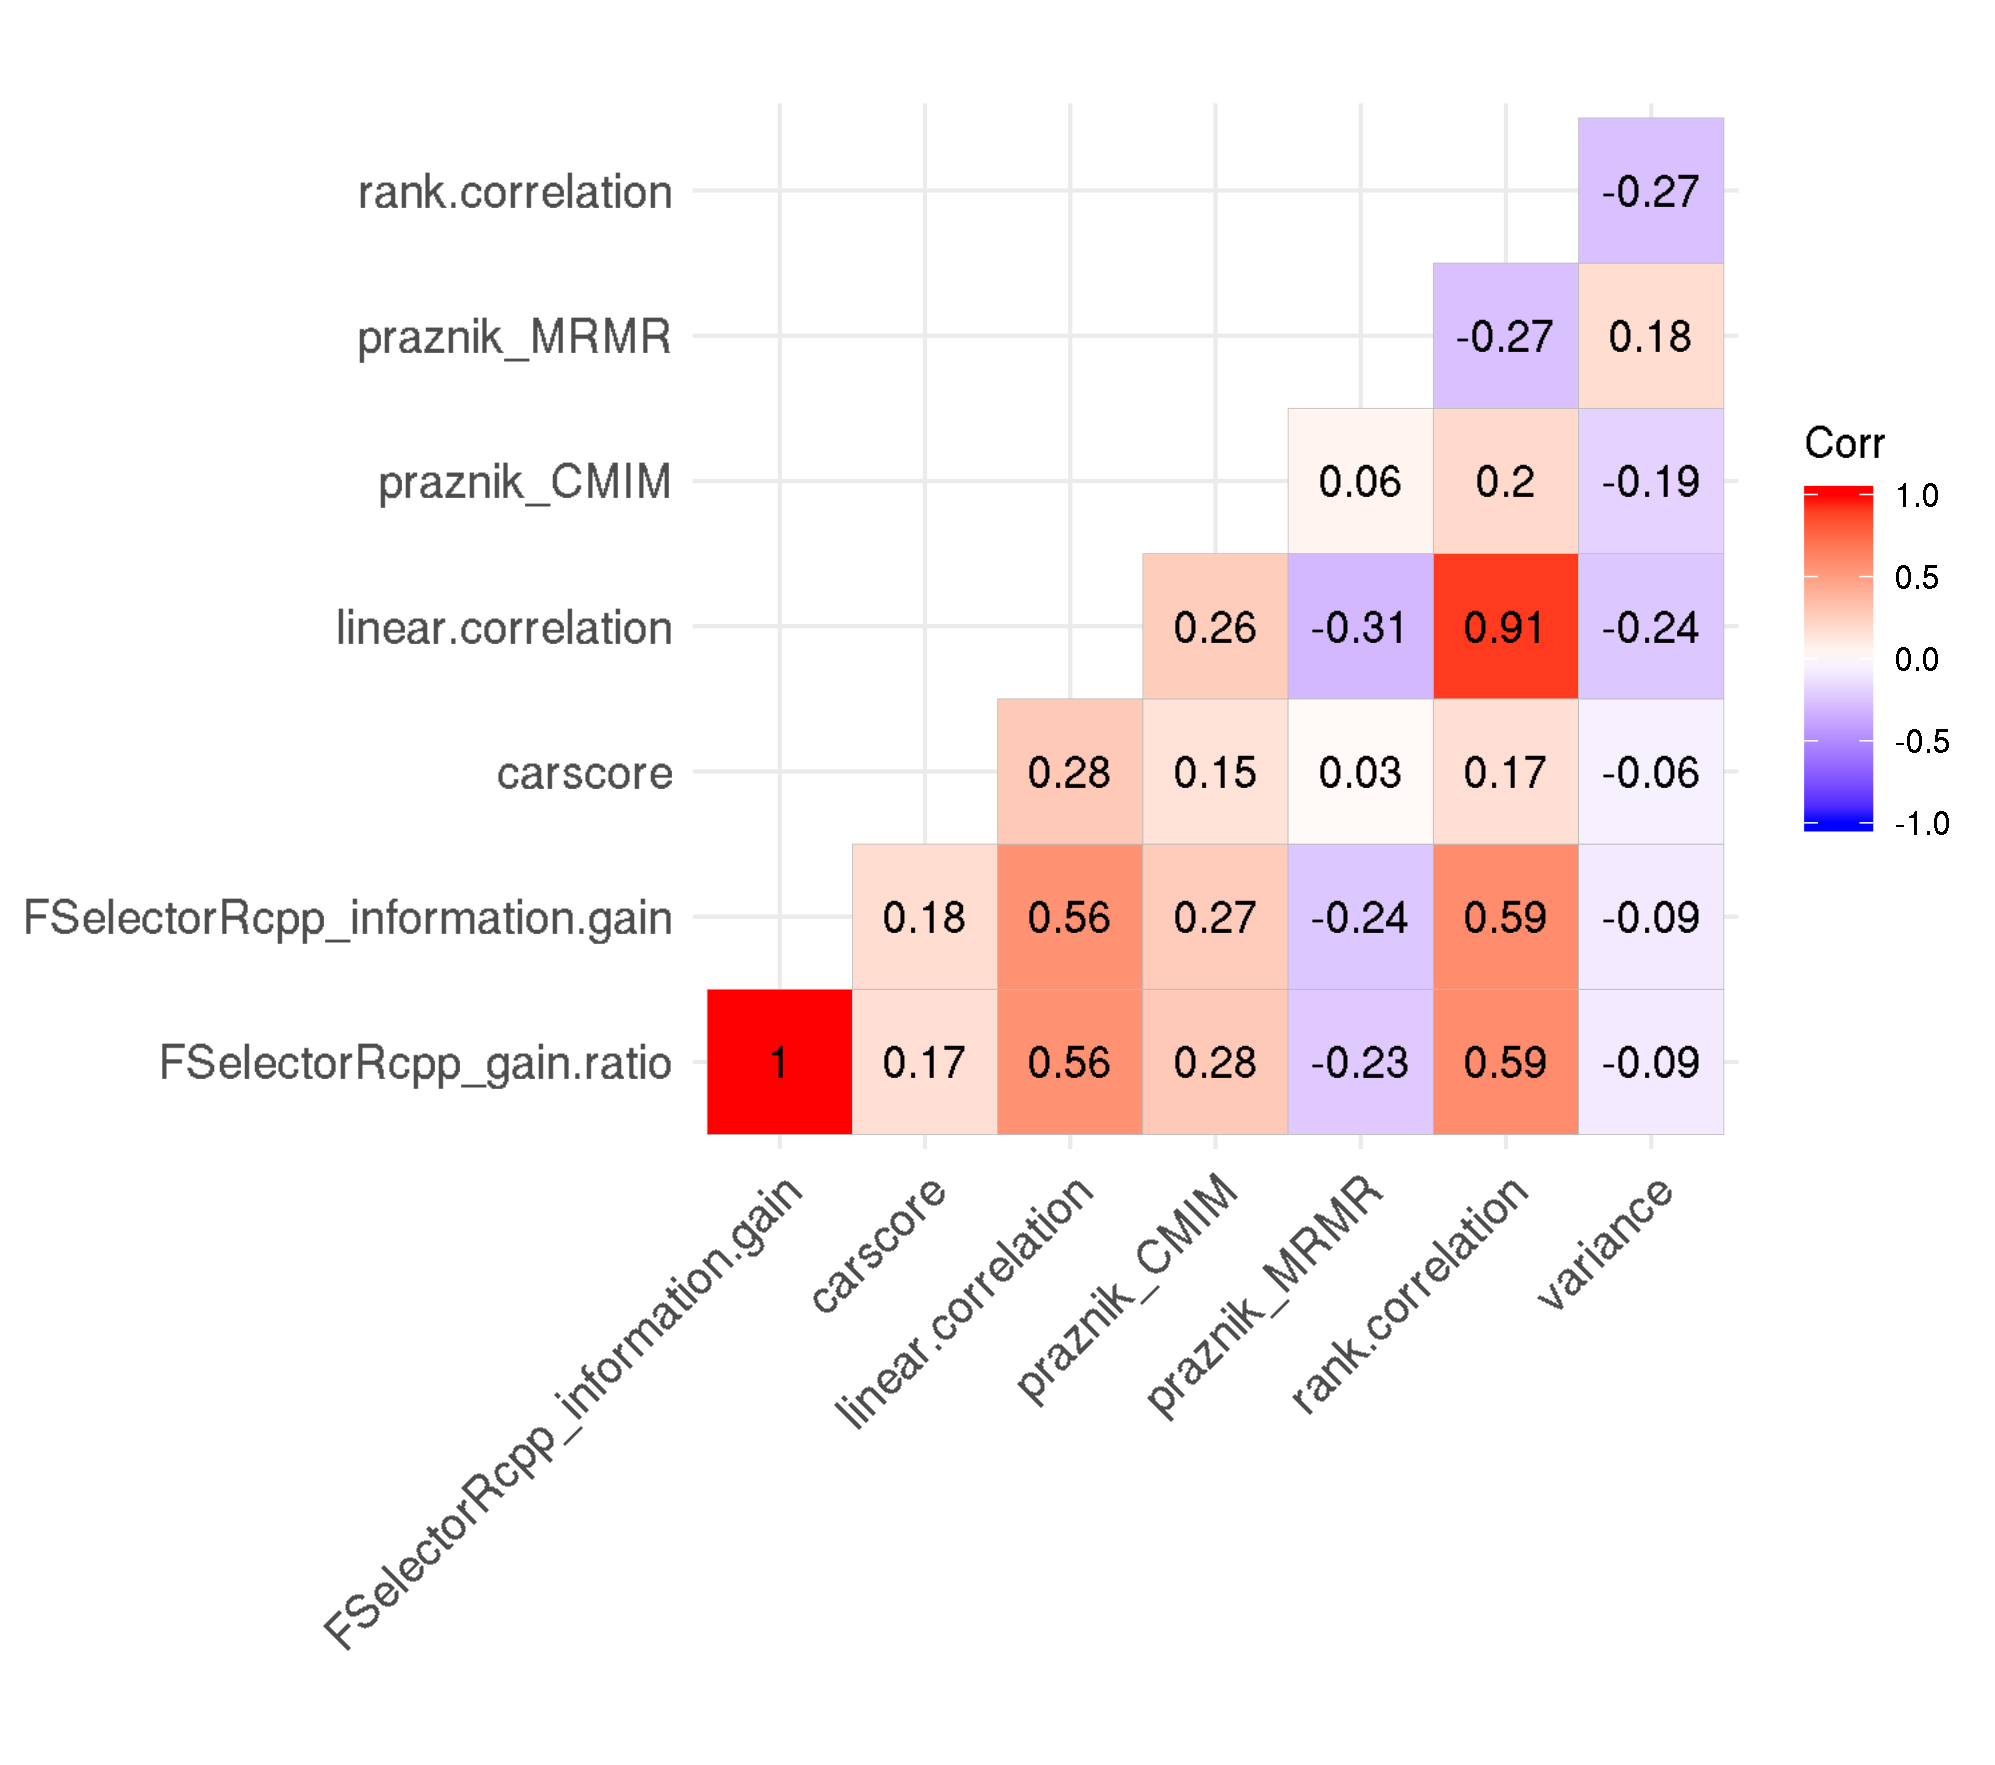 rank.correlation -0.27
praznik_MRMR -0.27 0.18
praznik_CMIM 0.06 0.2 -0.19
linear.correlation 0.26 -0.31 0.91 -0.24
carscore 0.28 0.15 0.03 0.17 -0.06
FSelectorRcpp_information.gain 0.18 0.56 0.27 -0.24 0.59 -0.09
FSelectorRcpp_gain.ratio 1 0.17 0.56 0.28 -0.23 0.59 -0.09
FSelectorRcpp_information.gain
carscore
linear.correlation
praznik_CMIM
praznik_MRMR
rank.correlation
variance
Corr
1.0
0.5
0.0
-0.5
-1.0